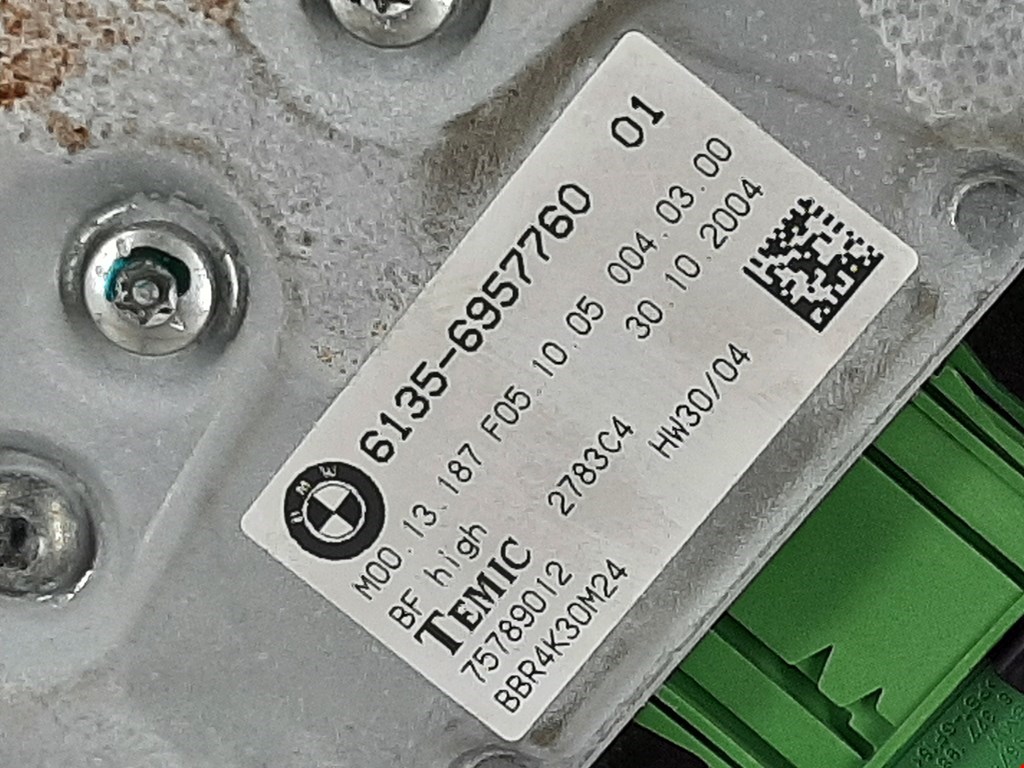 BMW
6135-6957760 01
M00.13.187 F05.10.05 004.03.00
BF high 30.10.2004
TEMIC 2783C4
75789012 HW30/04
BBR4K30M24